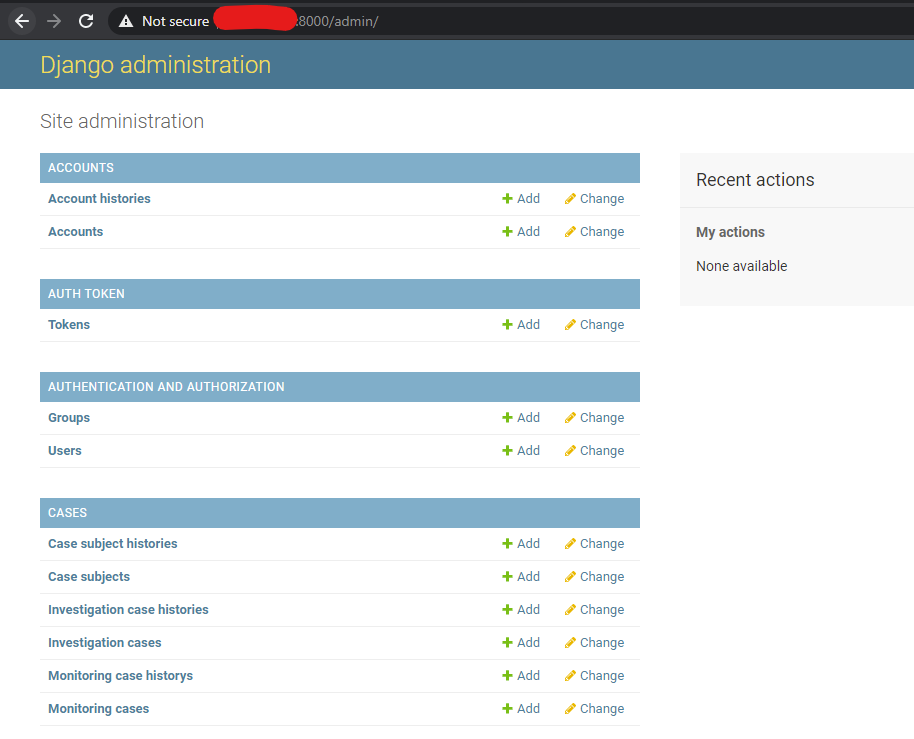 Not secure :8000/admin/
Django administration
Site administration
ACCOUNTS
Account histories Add Change
Accounts Add Change
AUTH TOKEN
Tokens Add Change
AUTHENTICATION AND AUTHORIZATION
Groups Add Change
Users Add Change
CASES
Case subject histories Add Change
Case subjects Add Change
Investigation case histories Add Change
Investigation cases Add Change
Monitoring case historys Add Change
Monitoring cases Add Change
Recent actions
My actions
None available